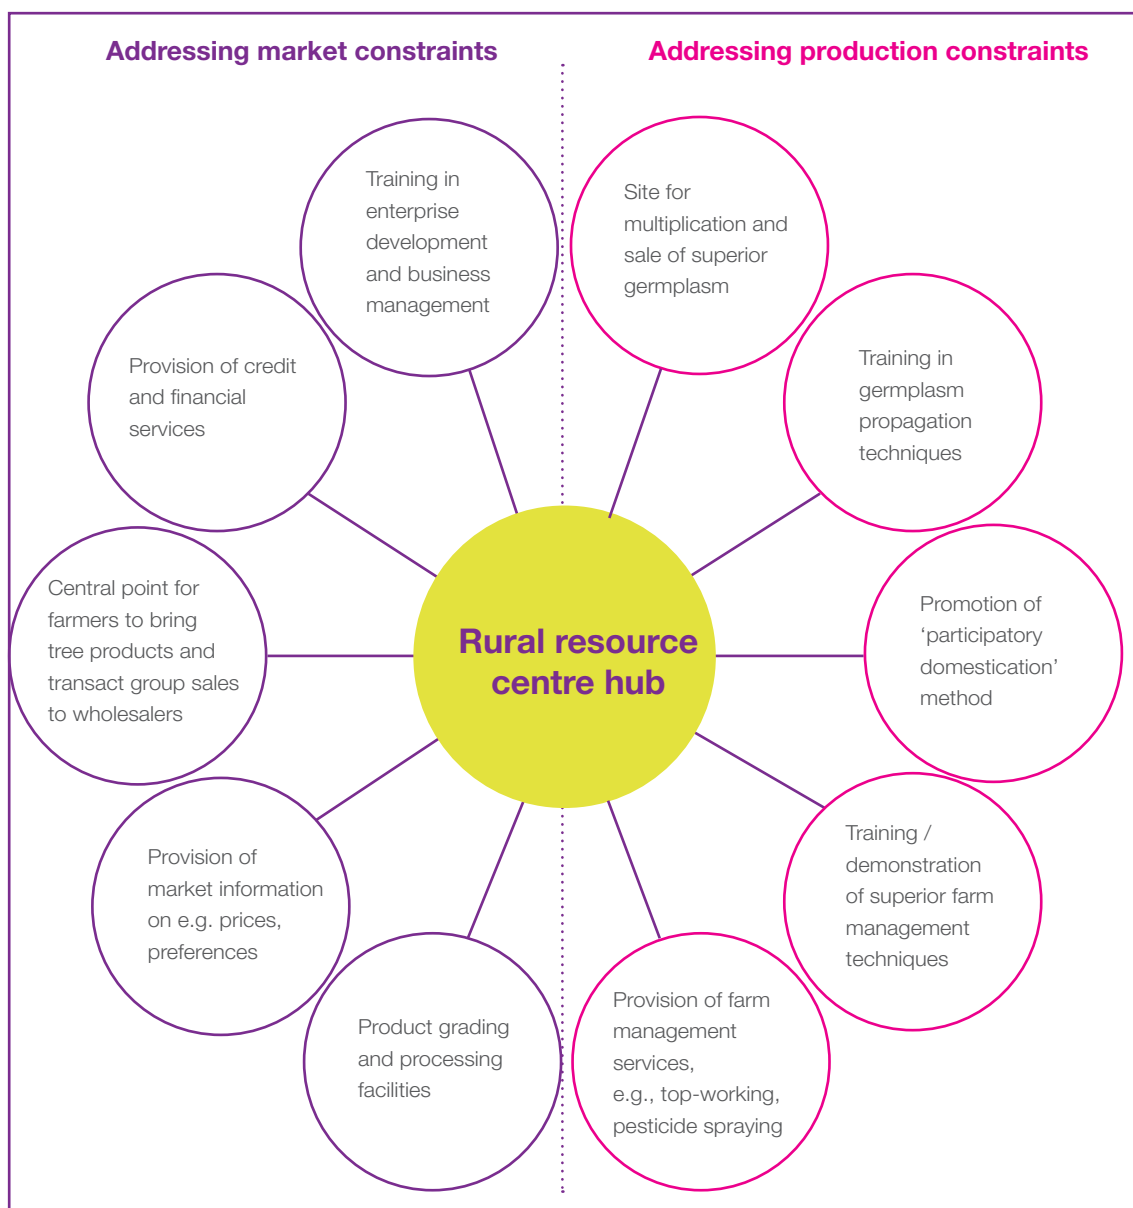 Addressing market constraints
Addressing production constraints
Training in
enterprise
development
and business
management
Site for
multiplication and
sale of superior
germplasm
Provision of credit
and financial
services
Training in
germplasm
propagation
techniques
Central point for
farmers to bring
tree products and
transact group sales
to wholesalers
Rural resource
centre hub
Promotion of
‘participatory
domestication’
method
Provision of
market information
on e.g. prices,
preferences
Training /
demonstration
of superior farm
management
techniques
Product grading
and processing
facilities
Provision of farm
management
services,
e.g., top-working,
pesticide spraying